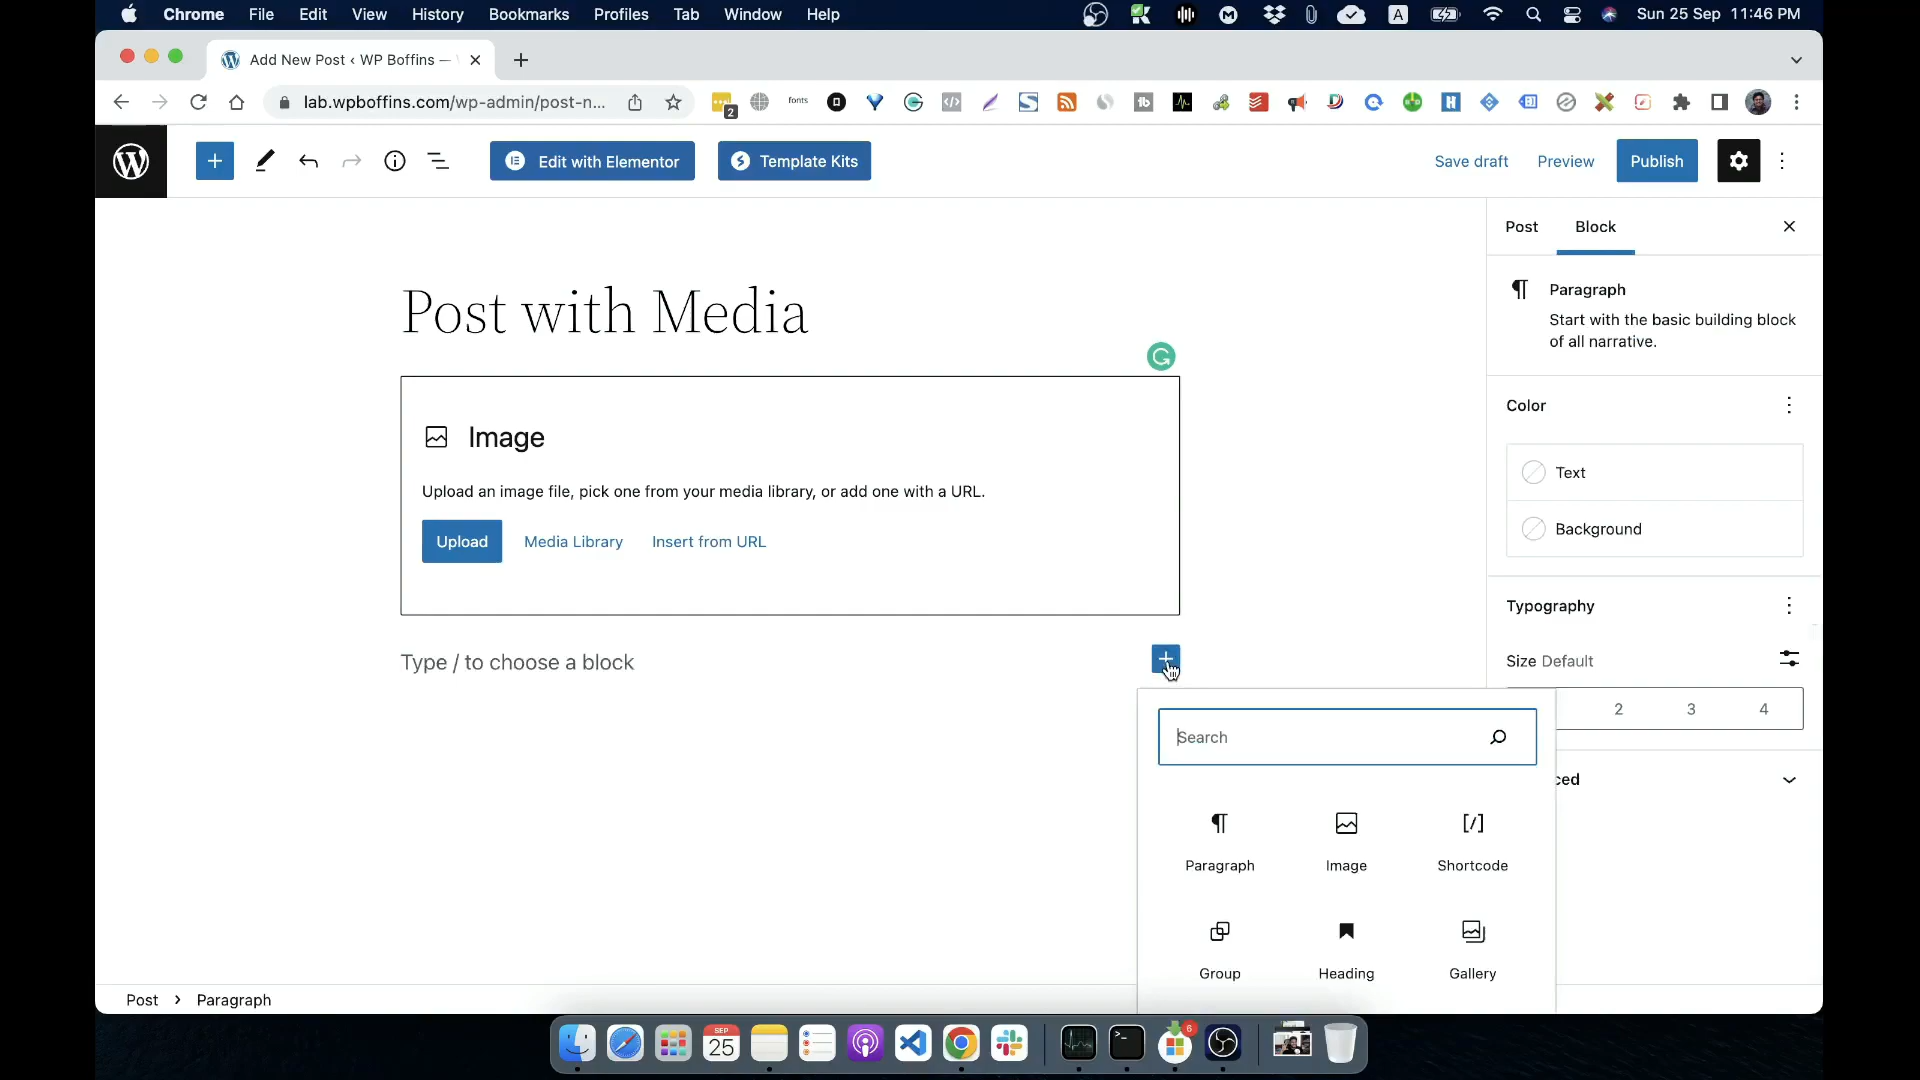 Chrome File Edit View History Bookmarks Profiles Tab Window Help
A
Sun 25 Sep 11:46 PM
Add New Post ‹ WP Boffins —
lab.wpboffins.com/wp-admin/post-n...
2
fonts
Edit with Elementor
Template Kits
Save draft
Preview
Publish
Post
Block
Post with Media
Paragraph
Start with the basic building block
of all narrative.
Image
Upload an image file, pick one from your media library, or add one with a URL.
Upload
Media Library
Insert from URL
Color
Text
Background
Typography
Size Default
2 3 4
ced
Type / to choose a block
Search
Paragraph
Image
Shortcode
Group
Heading
Gallery
Post › Paragraph
SEP
25
6